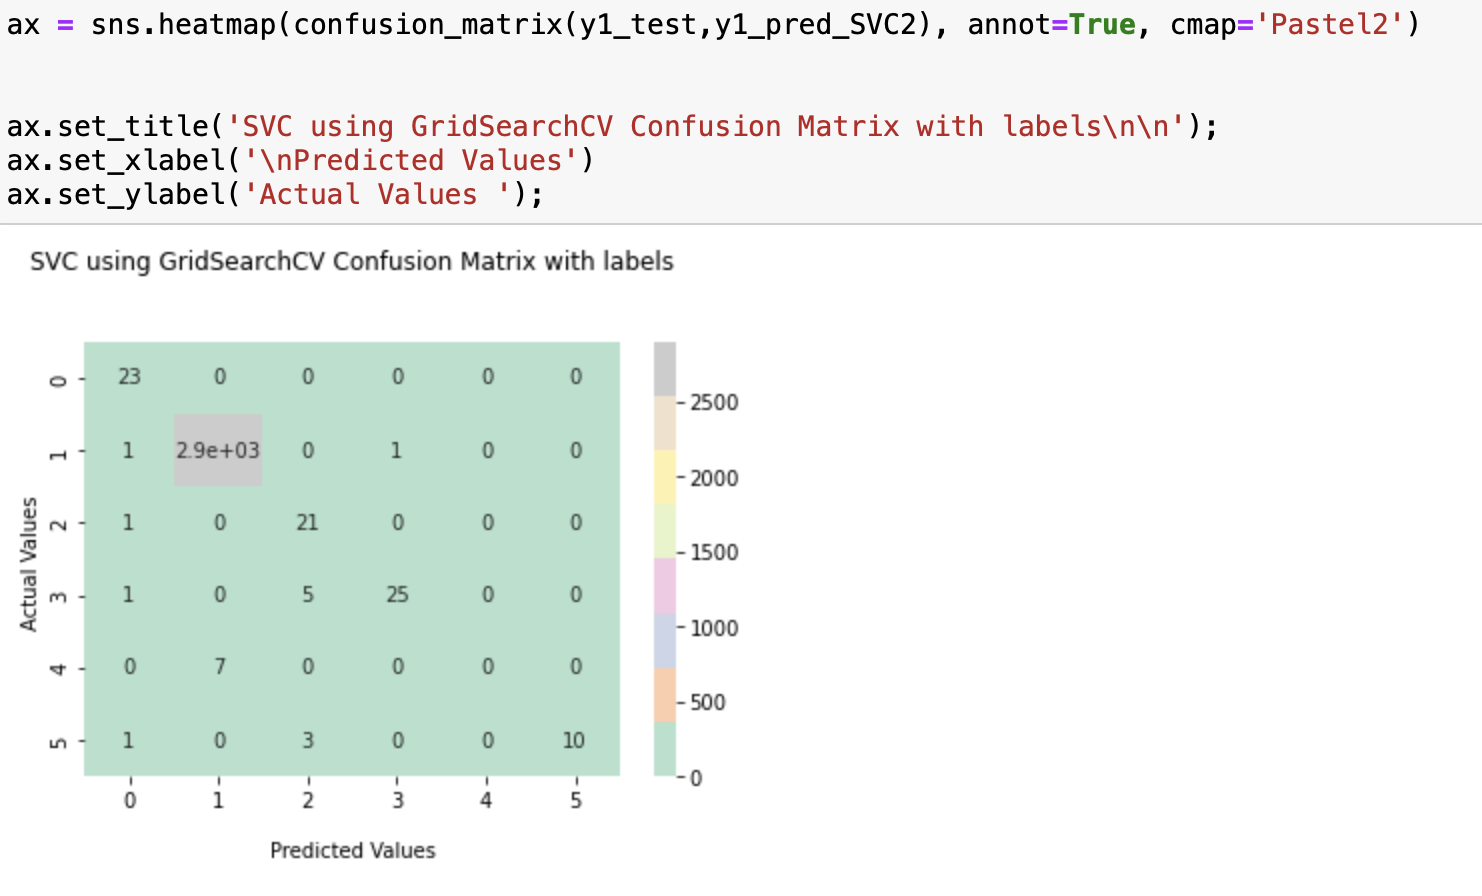 ax = sns.heatmap(confusion_matrix(y1_test,y1_pred_SVC2), annot=True, cmap='Pastel2')
ax.set_title('SVC using GridSearchCV Confusion Matrix with labels\n\n');
ax.set_xlabel('\nPredicted Values')
ax.set_ylabel('Actual Values ');
SVC using GridSearchCV Confusion Matrix with labels
0 23 0 0 0 0 0
1 1 2.9e+03 0 1 0 0
2 1 0 21 0 0 0
3 1 0 5 25 0 0
4 0 7 0 0 0 0
5 1 0 3 0 0 10
0 1 2 3 4 5
Predicted Values
Actual Values
2500
2000
1500
1000
500
0